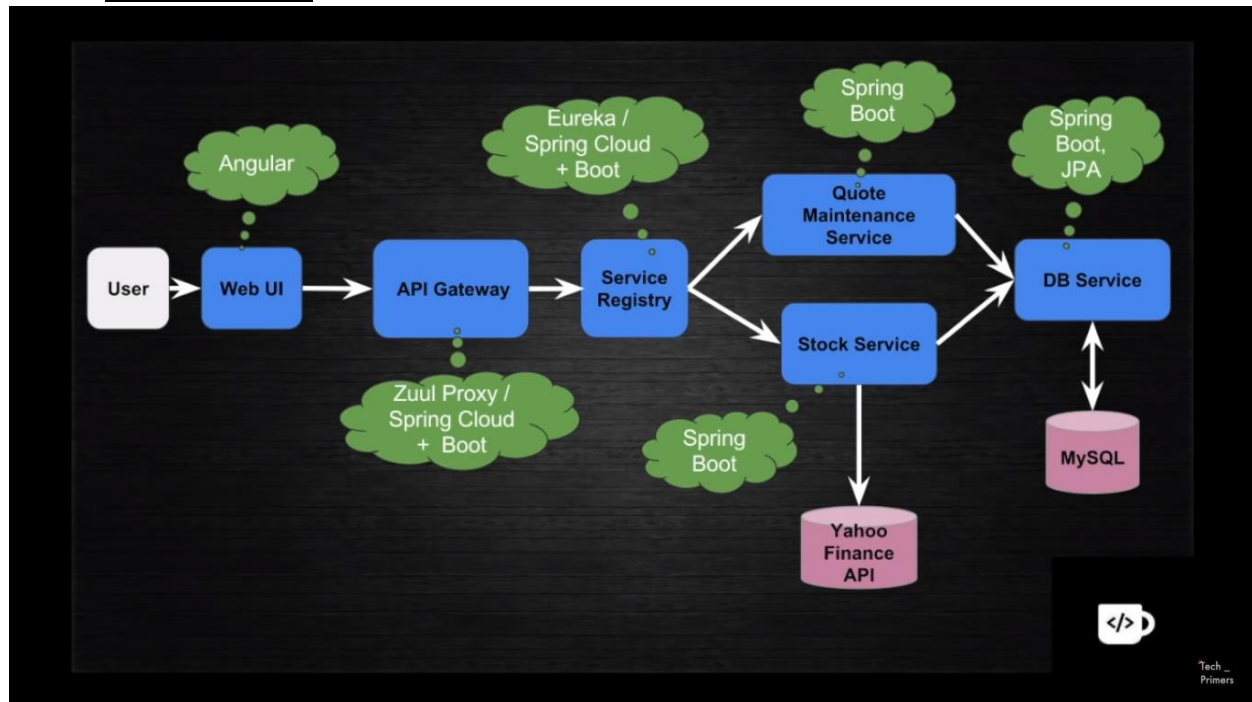 Spring
Boot
Eureka /
Spring Cloud
+ Boot
Spring
Boot,
JPA
Angular
Quote
Maintenance
Service
User
Web UI
API Gateway
Service
Registry
DB Service
Stock Service
Zuul Proxy /
Spring Cloud
+ Boot
Spring
Boot
MySQL
Yahoo
Finance
API
</>
Tech _
Primers